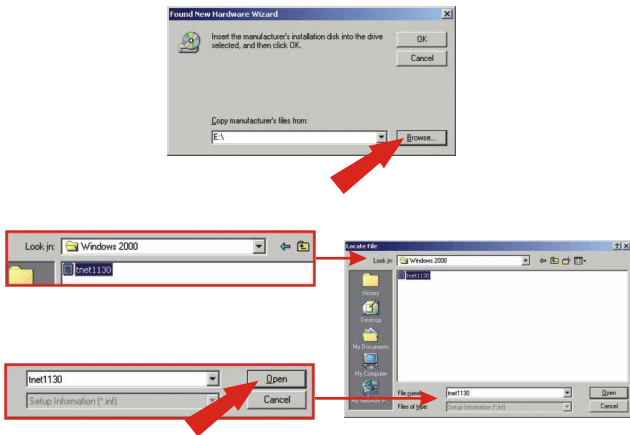 Found New Hardware Wizard
Insert the manufacturer's installation disk into the drive
selected, and then click OK.
OK
Cancel
Copy manufacturer's files from:
E:\
Browse...
Look in: Windows 2000
tnet1130
tnet1130
Open
Setup Information (*.inf)
Cancel
Locate File
Look in: Windows 2000
tnet1130
History
Desktop
My Documents
My Computer
My Network P...
File name: tnet1130 Open
Files of type: Setup Information (*.inf) Cancel